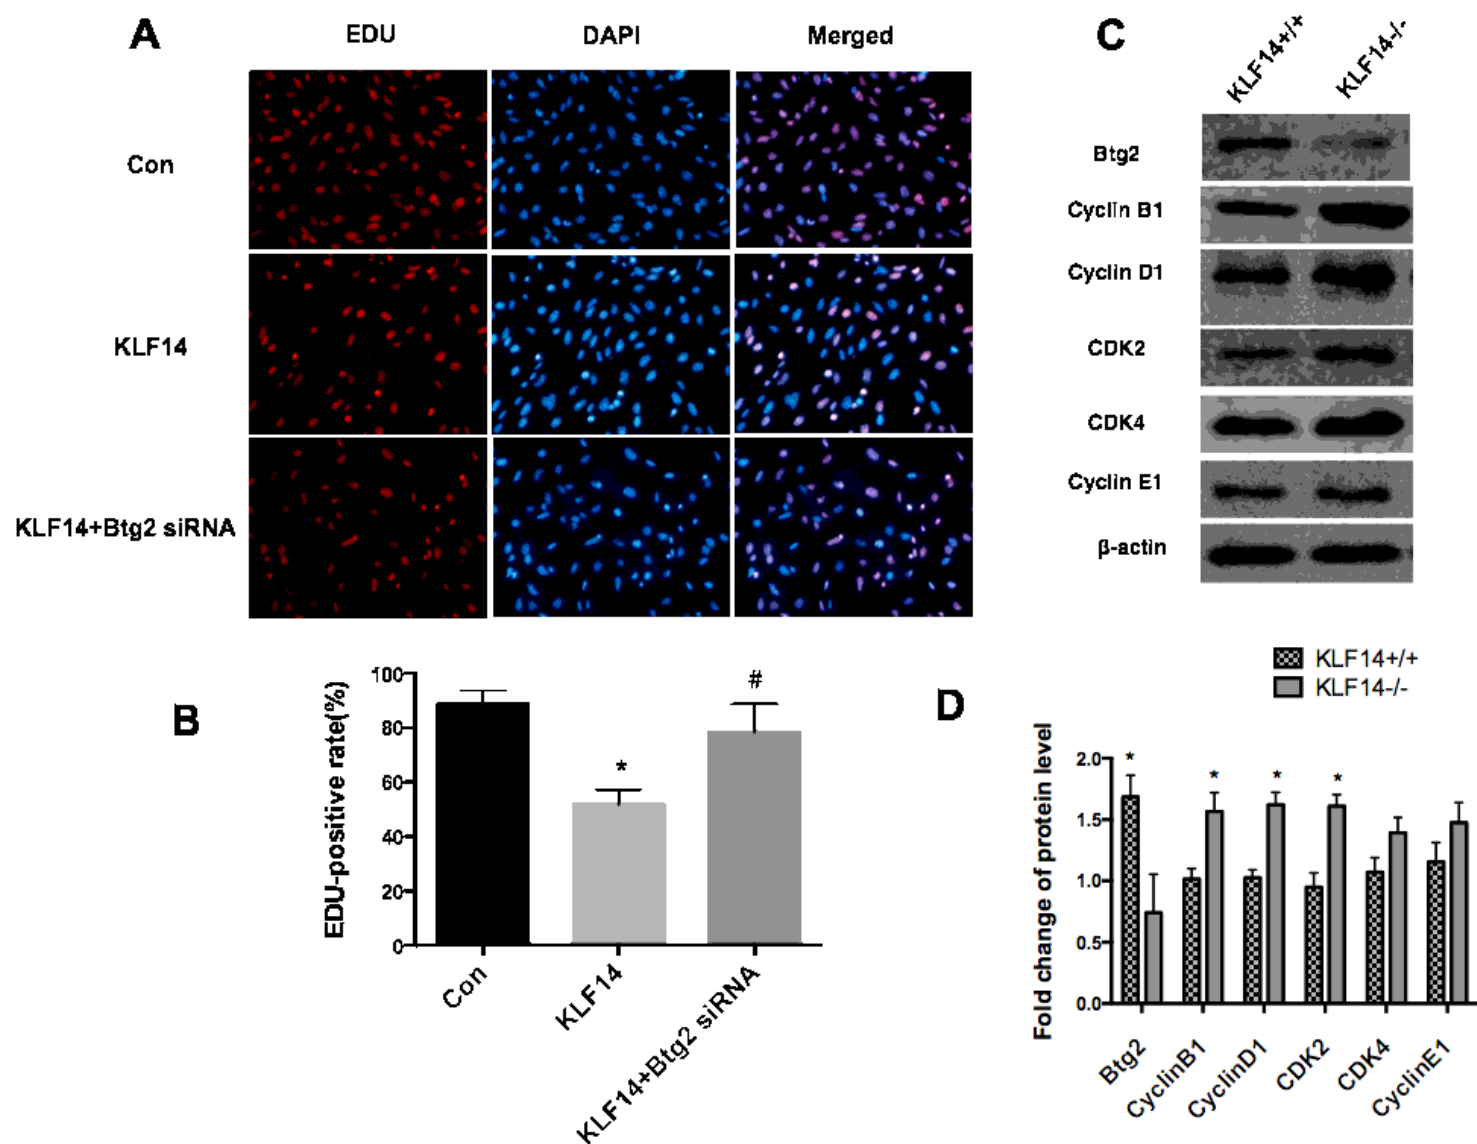 A
EDU DAPI Merged
Con
KLF14
KLF14+Btg2 siRNA
B
EDU-positive rate(%)
100
80
60
40
20
0
*
#
Con
KLF14
KLF14+Btg2 siRNA
C
KLF14+/+ KLF14-/-
Btg2
Cyclin B1
Cyclin D1
CDK2
CDK4
Cyclin E1
β-actin
D
KLF14+/+
KLF14-/-
Fold change of protein level
2.0
1.5
1.0
0.5
0.0
* * * *
Btg2
CyclinB1
CyclinD1
CDK2
CDK4
CyclinE1